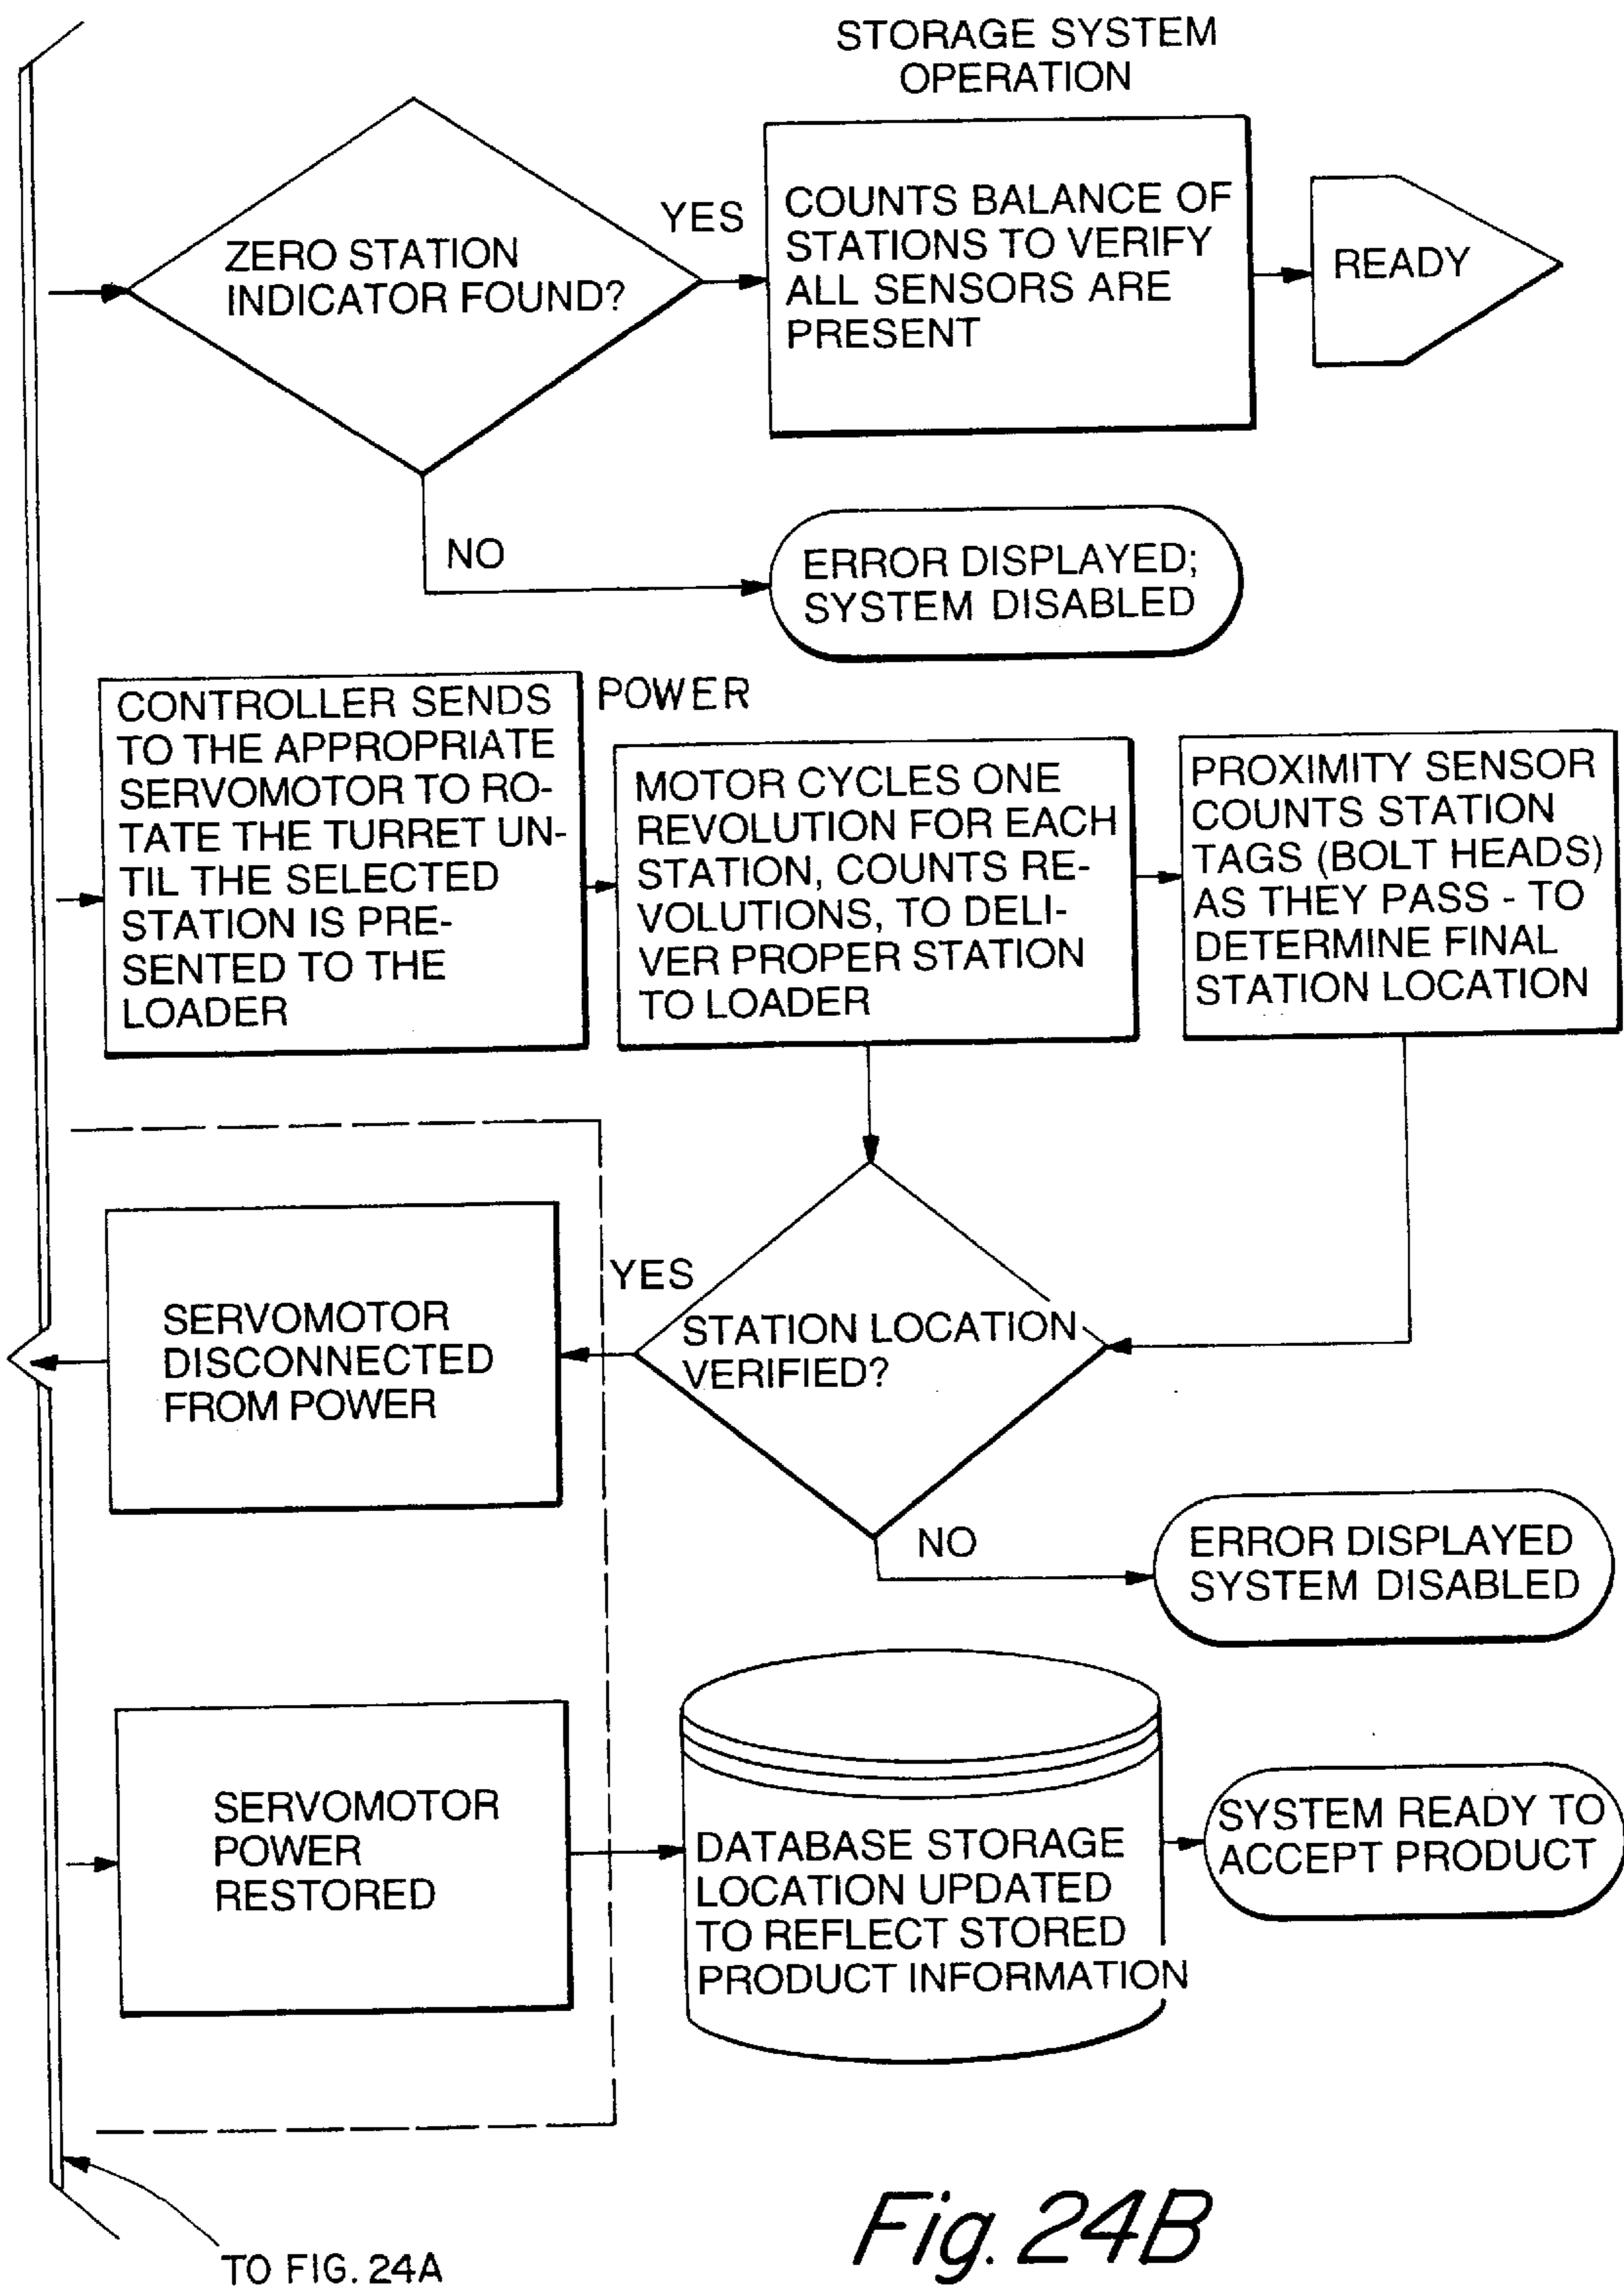 STORAGE SYSTEM
OPERATION
ZERO STATION
INDICATOR FOUND?
YES
COUNTS BALANCE OF
STATIONS TO VERIFY
ALL SENSORS ARE
PRESENT
READY
NO
ERROR DISPLAYED;
SYSTEM DISABLED
CONTROLLER SENDS
TO THE APPROPRIATE
SERVOMOTOR TO RO-
TATE THE TURRET UN-
TIL THE SELECTED
STATION IS PRE-
SENTED TO THE
LOADER
POWER
MOTOR CYCLES ONE
REVOLUTION FOR EACH
STATION, COUNTS RE-
VOLUTIONS, TO DELI-
VER PROPER STATION
TO LOADER
PROXIMITY SENSOR
COUNTS STATION
TAGS (BOLT HEADS)
AS THEY PASS - TO
DETERMINE FINAL
STATION LOCATION
SERVOMOTOR
DISCONNECTED
FROM POWER
YES
STATION LOCATION
VERIFIED?
NO
ERROR DISPLAYED
SYSTEM DISABLED
SERVOMOTOR
POWER
RESTORED
DATABASE STORAGE
LOCATION UPDATED
TO REFLECT STORED
PRODUCT INFORMATION
SYSTEM READY TO
ACCEPT PRODUCT
TO FIG. 24A
Fig. 24B